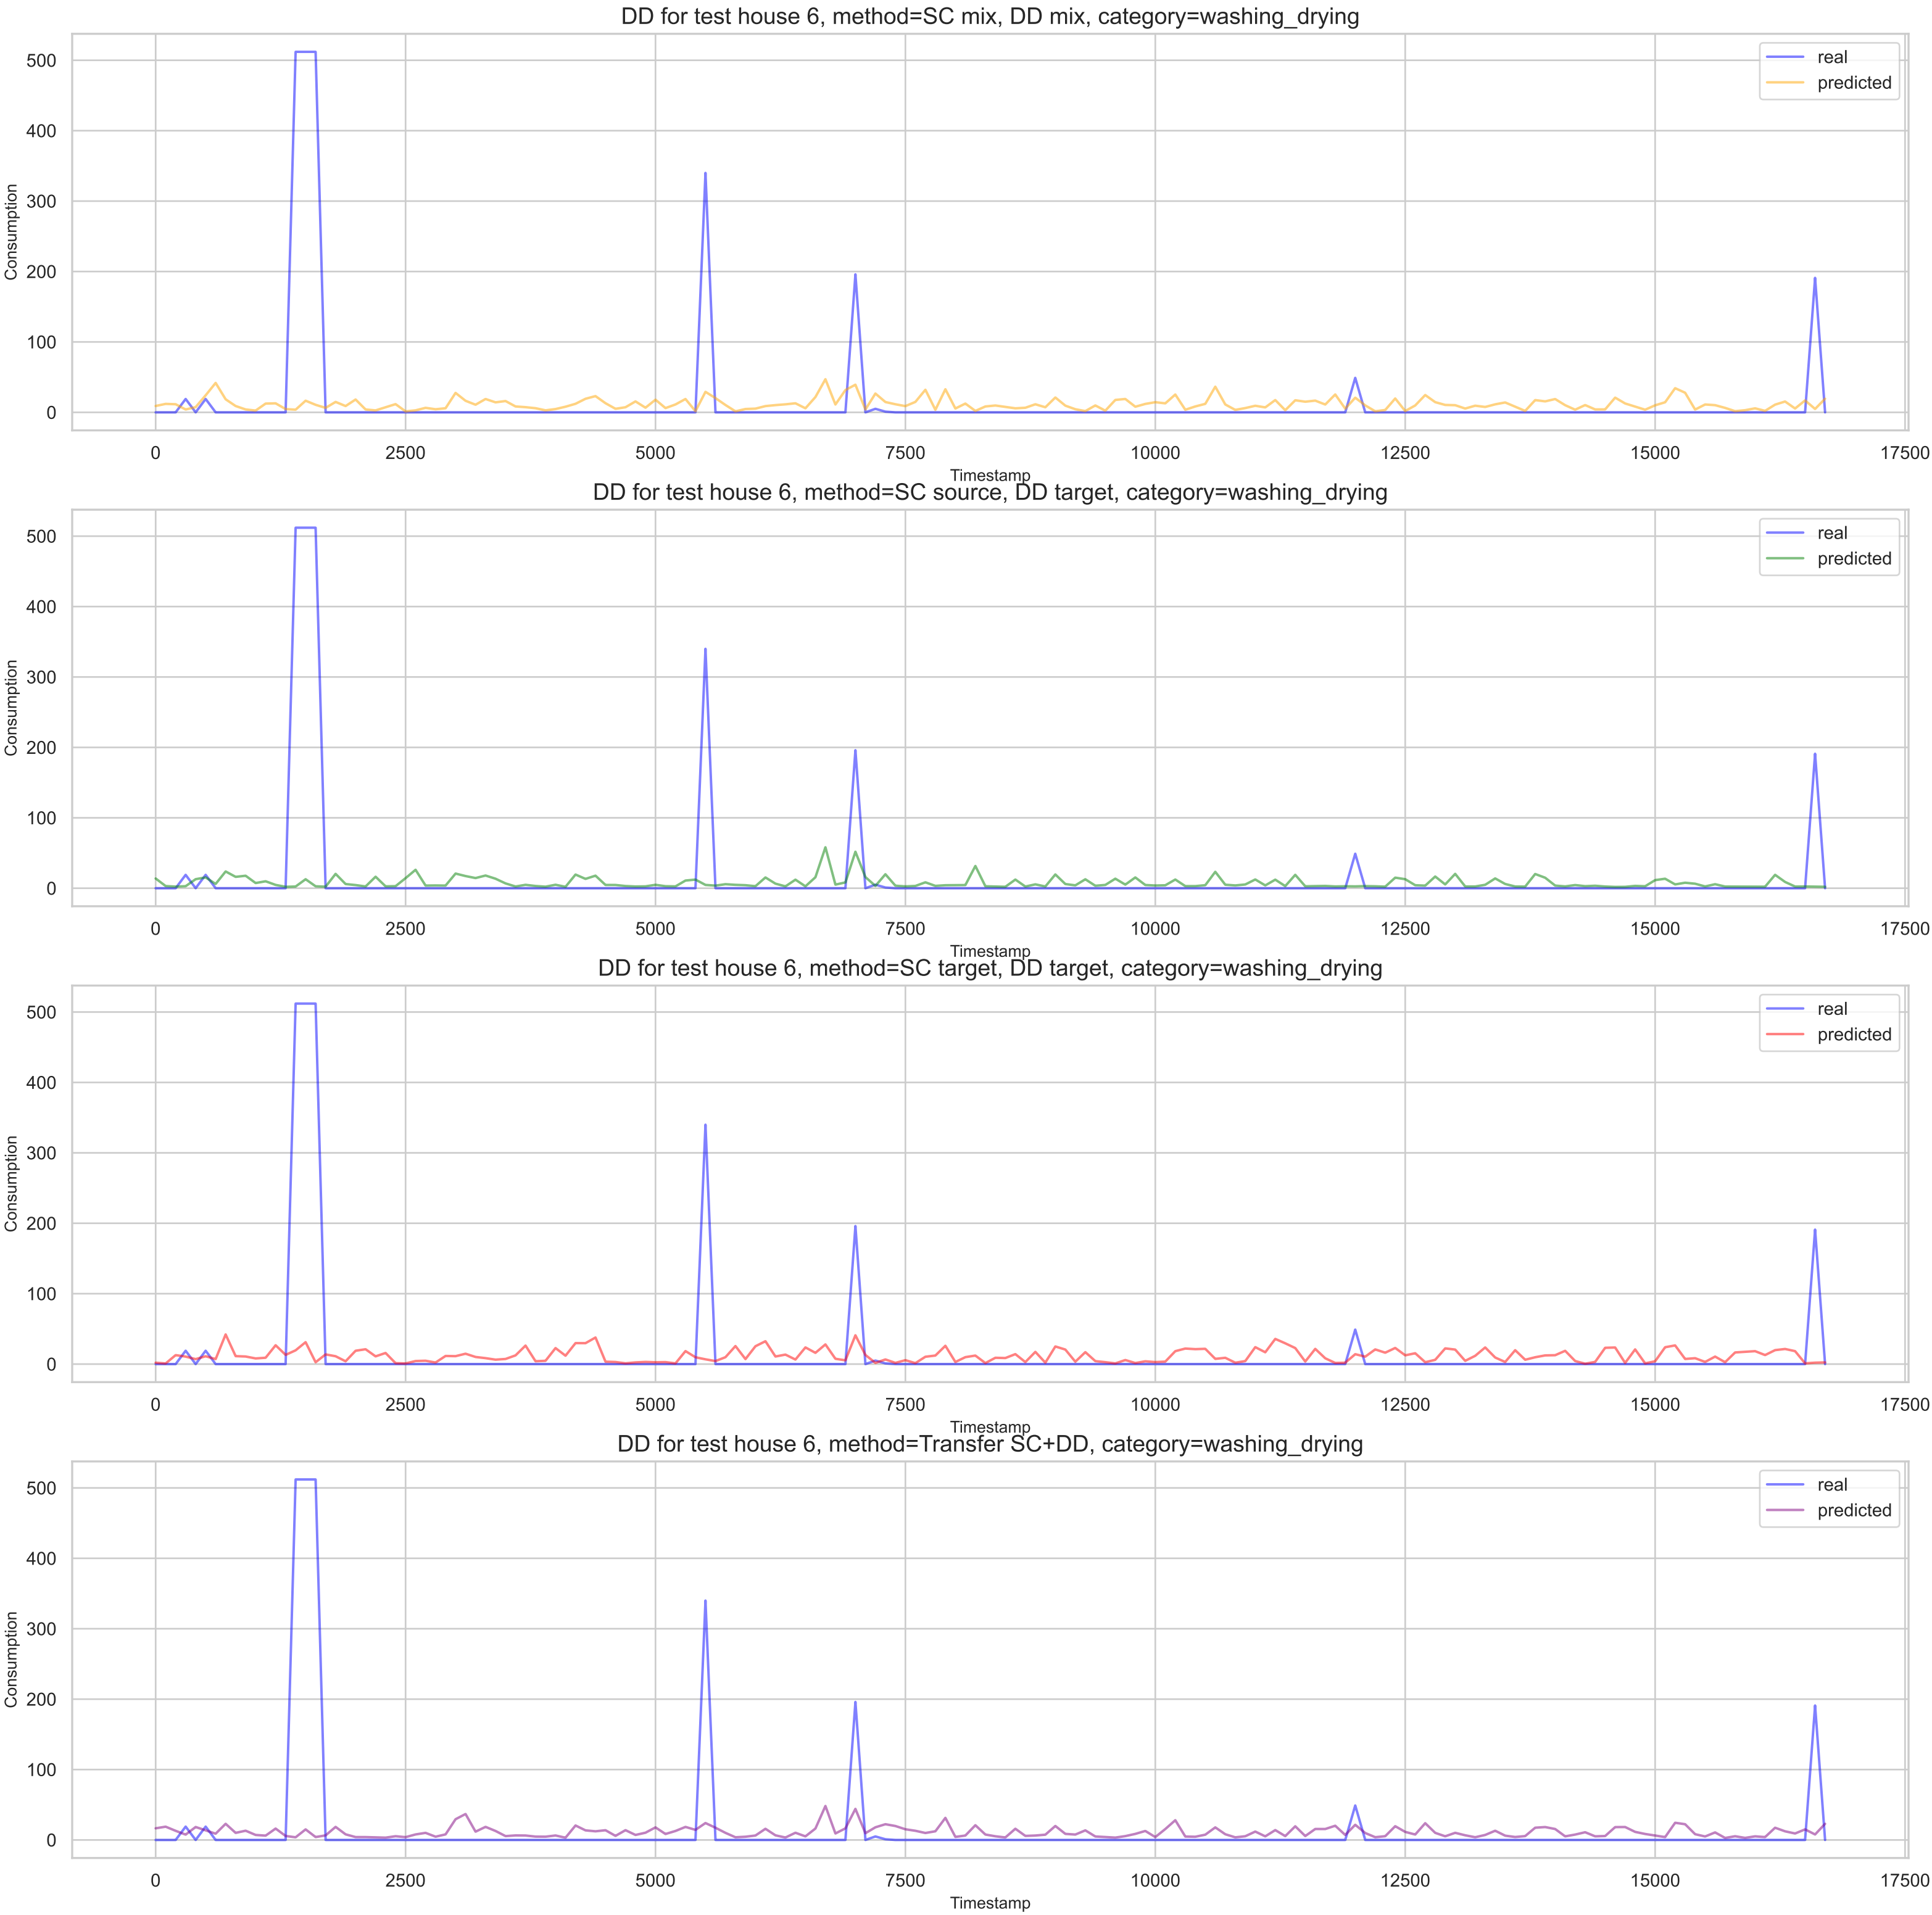 DD for test house 6, method=SC mix, DD mix, category=washing_drying
500
400
300
200
100
0
Consumption
real
predicted
0 2500 5000 7500 10000 12500 15000 17500
Timestamp
DD for test house 6, method=SC source, DD target, category=washing_drying
500
400
300
200
100
0
Consumption
real
predicted
0 2500 5000 7500 10000 12500 15000 17500
Timestamp
DD for test house 6, method=SC target, DD target, category=washing_drying
500
400
300
200
100
0
Consumption
real
predicted
0 2500 5000 7500 10000 12500 15000 17500
Timestamp
DD for test house 6, method=Transfer SC+DD, category=washing_drying
500
400
300
200
100
0
Consumption
real
predicted
0 2500 5000 7500 10000 12500 15000 17500
Timestamp